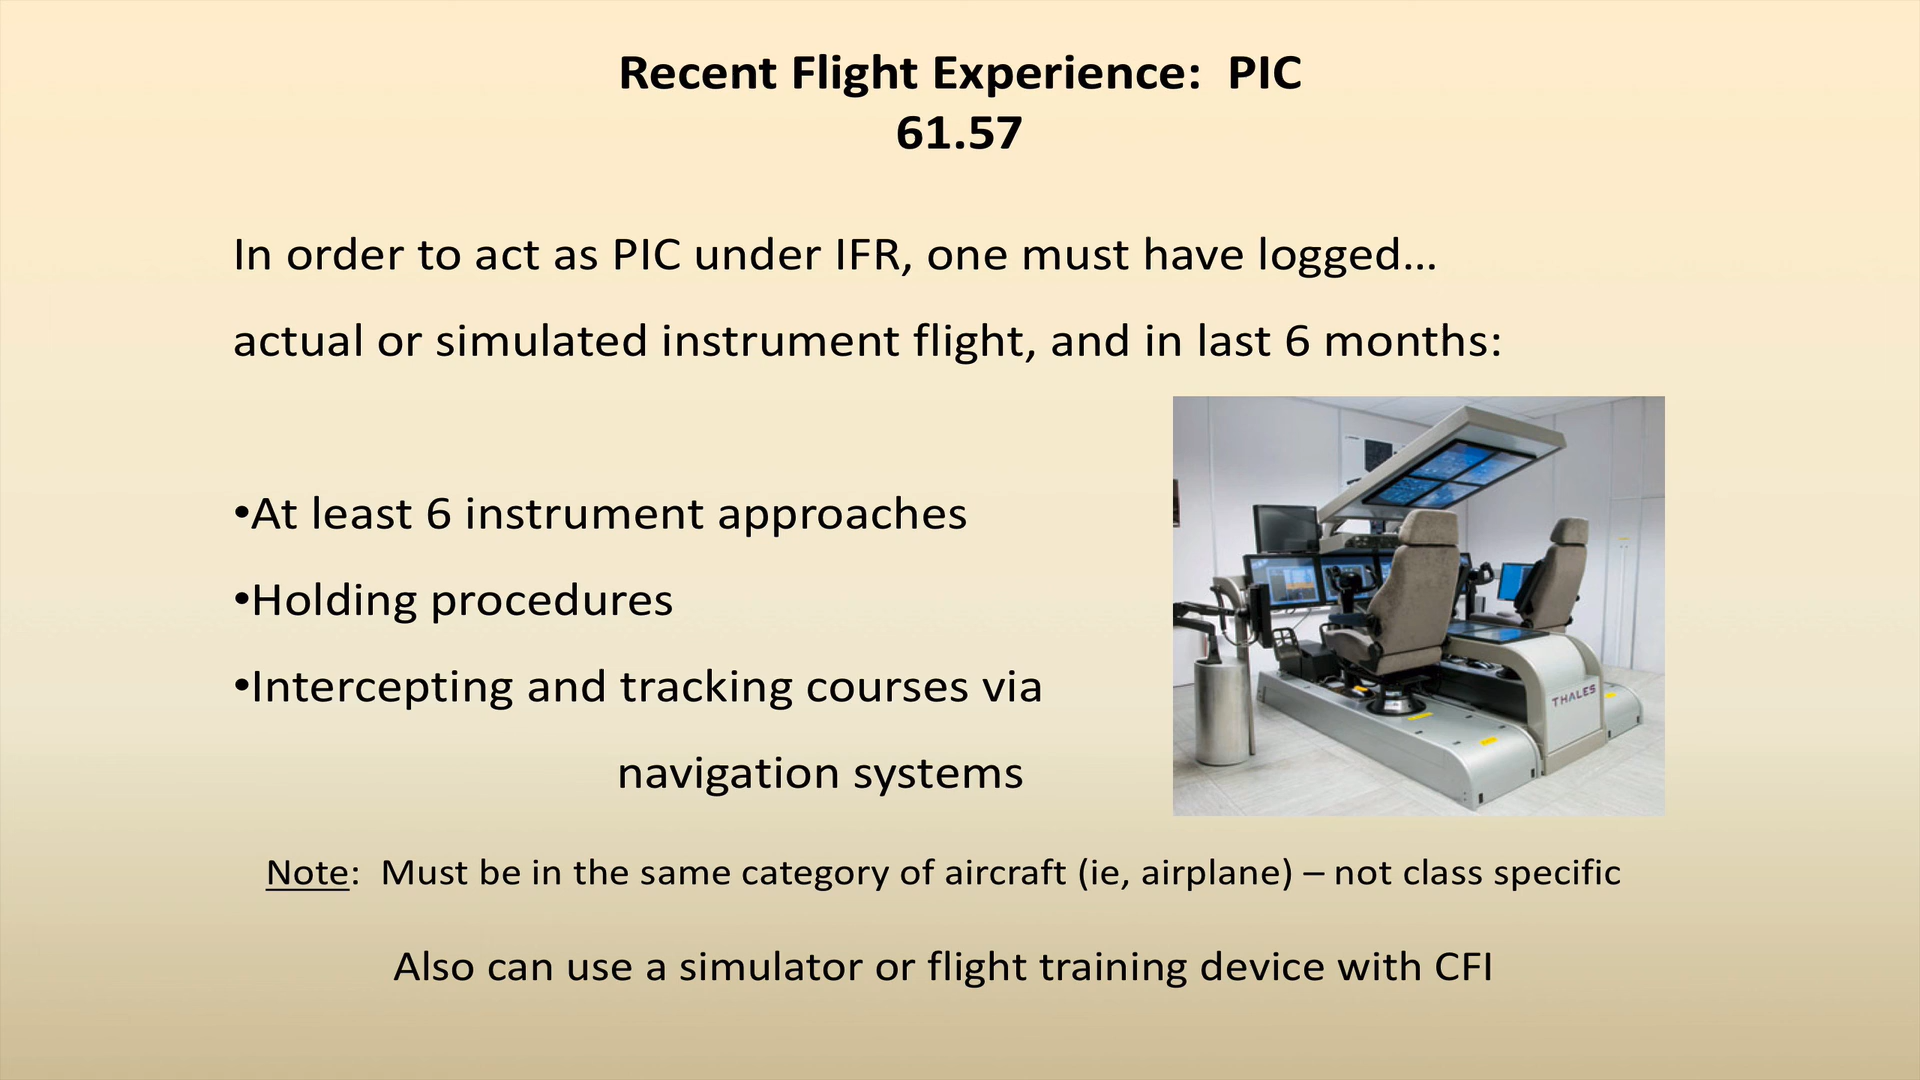 Recent Flight Experience:  PIC
61.57
In order to act as PIC under IFR, one must have logged…
actual or simulated instrument flight, and in last 6 months:
•At least 6 instrument approaches
•Holding procedures
•Intercepting and tracking courses via
navigation systems
THALES
Note:  Must be in the same category of aircraft (ie, airplane) – not class specific
Also can use a simulator or flight training device with CFI